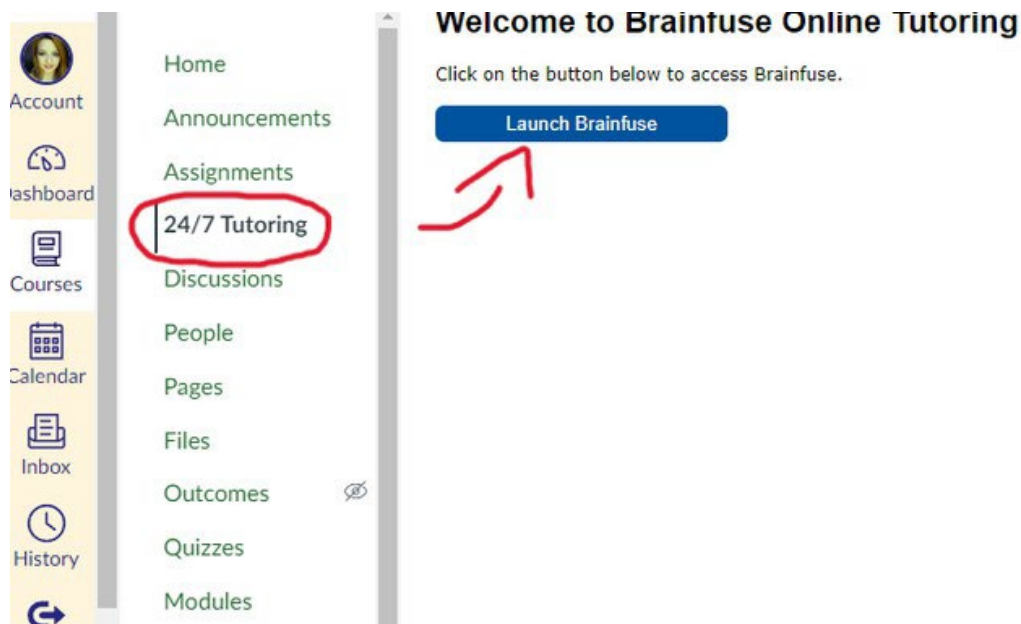 Account
Dashboard
Courses
Calendar
Inbox
History
Home
Announcements
Assignments
24/7 Tutoring
Discussions
People
Pages
Files
Outcomes
Quizzes
Modules
Welcome to Brainfuse Online Tutoring
Click on the button below to access Brainfuse.
Launch Brainfuse